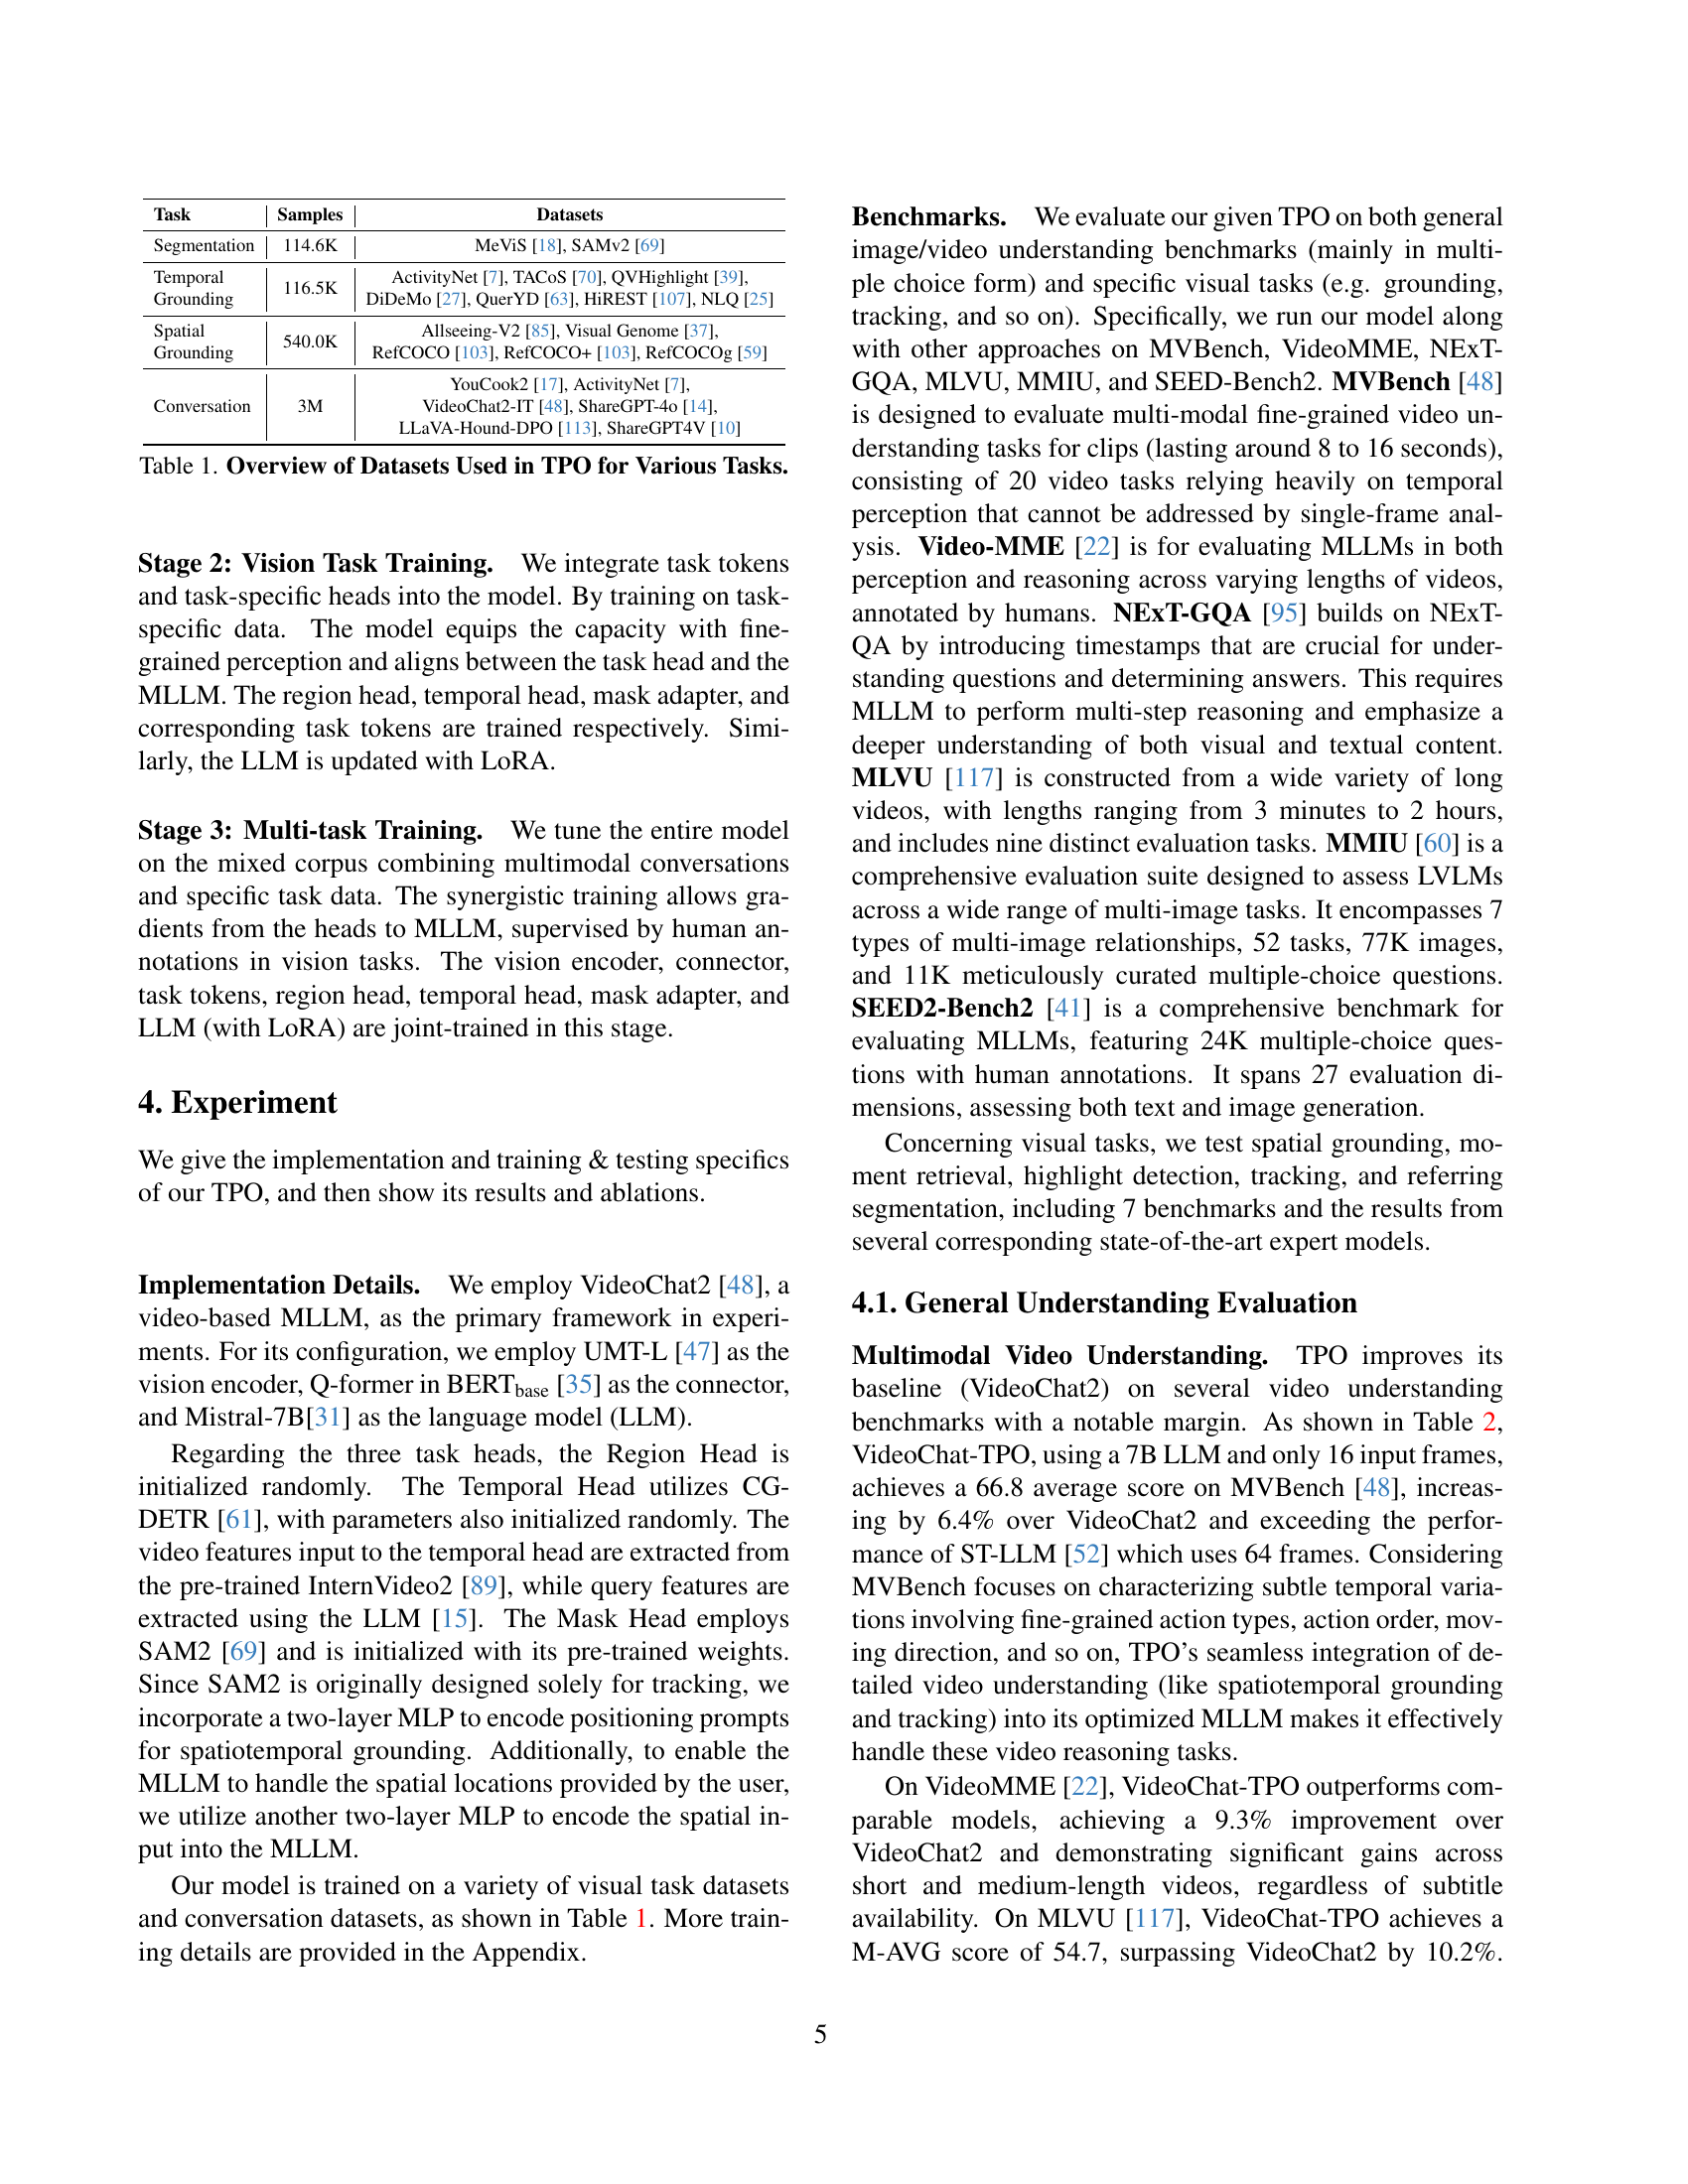 Task Samples Datasets
Segmentation 114.6K MeViS [18], SAMv2 [69]
Temporal Grounding 116.5K ActivityNet [7], TACoS [70], QVHighlight [39],
DiDeMo [27], QuerYD [63], HiREST [107], NLQ [25]
Spatial Grounding 540.0K Allseeing-V2 [85], Visual Genome [37],
RefCOCO [103], RefCOCO+ [103], RefCOCOg [59]
Conversation 3M YouCook2 [17], ActivityNet [7],
VideoChat2-IT [48], ShareGPT-4o [14],
LLaVA-Hound-DPO [113], ShareGPT4V [10]
Table 1. Overview of Datasets Used in TPO for Various Tasks.
Stage 2: Vision Task Training. We integrate task tokens
and task-specific heads into the model. By training on task-
specific data. The model equips the capacity with fine-
grained perception and aligns between the task head and the
MLLM. The region head, temporal head, mask adapter, and
corresponding task tokens are trained respectively. Simi-
larly, the LLM is updated with LoRA.
Stage 3: Multi-task Training. We tune the entire model
on the mixed corpus combining multimodal conversations
and specific task data. The synergistic training allows gra-
dients from the heads to MLLM, supervised by human an-
notations in vision tasks. The vision encoder, connector,
task tokens, region head, temporal head, mask adapter, and
LLM (with LoRA) are joint-trained in this stage.
4. Experiment
We give the implementation and training & testing specifics
of our TPO, and then show its results and ablations.
Implementation Details. We employ VideoChat2 [48], a
video-based MLLM, as the primary framework in experi-
ments. For its configuration, we employ UMT-L [47] as the
vision encoder, Q-former in BERTbase [35] as the connector,
and Mistral-7B[31] as the language model (LLM).
Regarding the three task heads, the Region Head is
initialized randomly. The Temporal Head utilizes CG-
DETR [61], with parameters also initialized randomly. The
video features input to the temporal head are extracted from
the pre-trained InternVideo2 [89], while query features are
extracted using the LLM [15]. The Mask Head employs
SAM2 [69] and is initialized with its pre-trained weights.
Since SAM2 is originally designed solely for tracking, we
incorporate a two-layer MLP to encode positioning prompts
for spatiotemporal grounding. Additionally, to enable the
MLLM to handle the spatial locations provided by the user,
we utilize another two-layer MLP to encode the spatial in-
put into the MLLM.
Our model is trained on a variety of visual task datasets
and conversation datasets, as shown in Table 1. More train-
ing details are provided in the Appendix.
Benchmarks. We evaluate our given TPO on both general
image/video understanding benchmarks (mainly in multi-
ple choice form) and specific visual tasks (e.g. grounding,
tracking, and so on). Specifically, we run our model along
with other approaches on MVBench, VideoMME, NExT-
GQA, MLVU, MMIU, and SEED-Bench2. MVBench [48]
is designed to evaluate multi-modal fine-grained video un-
derstanding tasks for clips (lasting around 8 to 16 seconds),
consisting of 20 video tasks relying heavily on temporal
perception that cannot be addressed by single-frame anal-
ysis. Video-MME [22] is for evaluating MLLMs in both
perception and reasoning across varying lengths of videos,
annotated by humans. NExT-GQA [95] builds on NExT-
QA by introducing timestamps that are crucial for under-
standing questions and determining answers. This requires
MLLM to perform multi-step reasoning and emphasize a
deeper understanding of both visual and textual content.
MLVU [117] is constructed from a wide variety of long
videos, with lengths ranging from 3 minutes to 2 hours,
and includes nine distinct evaluation tasks. MMIU [60] is a
comprehensive evaluation suite designed to assess LVLMs
across a wide range of multi-image tasks. It encompasses 7
types of multi-image relationships, 52 tasks, 77K images,
and 11K meticulously curated multiple-choice questions.
SEED2-Bench2 [41] is a comprehensive benchmark for
evaluating MLLMs, featuring 24K multiple-choice ques-
tions with human annotations. It spans 27 evaluation di-
mensions, assessing both text and image generation.
Concerning visual tasks, we test spatial grounding, mo-
ment retrieval, highlight detection, tracking, and referring
segmentation, including 7 benchmarks and the results from
several corresponding state-of-the-art expert models.
4.1. General Understanding Evaluation
Multimodal Video Understanding. TPO improves its
baseline (VideoChat2) on several video understanding
benchmarks with a notable margin. As shown in Table 2,
VideoChat-TPO, using a 7B LLM and only 16 input frames,
achieves a 66.8 average score on MVBench [48], increas-
ing by 6.4% over VideoChat2 and exceeding the perfor-
mance of ST-LLM [52] which uses 64 frames. Considering
MVBench focuses on characterizing subtle temporal varia-
tions involving fine-grained action types, action order, mov-
ing direction, and so on, TPO's seamless integration of de-
tailed video understanding (like spatiotemporal grounding
and tracking) into its optimized MLLM makes it effectively
handle these video reasoning tasks.
On VideoMME [22], VideoChat-TPO outperforms com-
parable models, achieving a 9.3% improvement over
VideoChat2 and demonstrating significant gains across
short and medium-length videos, regardless of subtitle
availability. On MLVU [117], VideoChat-TPO achieves a
M-AVG score of 54.7, surpassing VideoChat2 by 10.2%.
5